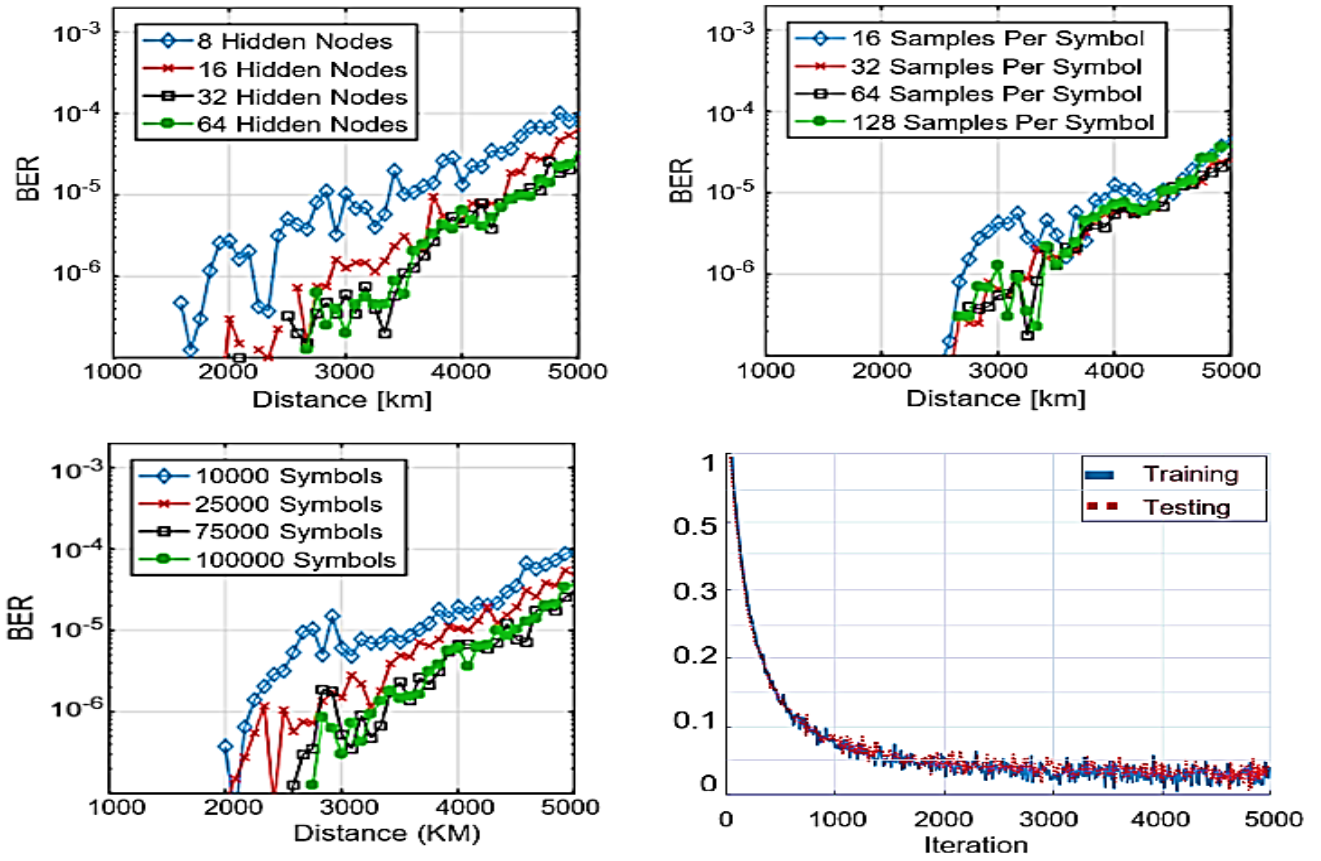 10-3
10-4
10-5
10-6
BER
8 Hidden Nodes
16 Hidden Nodes
32 Hidden Nodes
64 Hidden Nodes
1000 2000 3000 4000 5000
Distance [km]
10-3
10-4
10-5
10-6
BER
16 Samples Per Symbol
32 Samples Per Symbol
64 Samples Per Symbol
128 Samples Per Symbol
1000 2000 3000 4000 5000
Distance [km]
10-3
10-4
10-5
10-6
BER
10000 Symbols
25000 Symbols
75000 Symbols
100000 Symbols
1000 2000 3000 4000 5000
Distance (KM)
1
0.5
0.3
0.2
0.1
0
Training
Testing
0 1000 2000 3000 4000 5000
Iteration